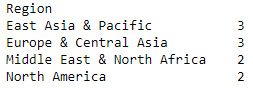 Region
East Asia & Pacific 3
Europe & Central Asia 3
Middle East & North Africa 2
North America 2